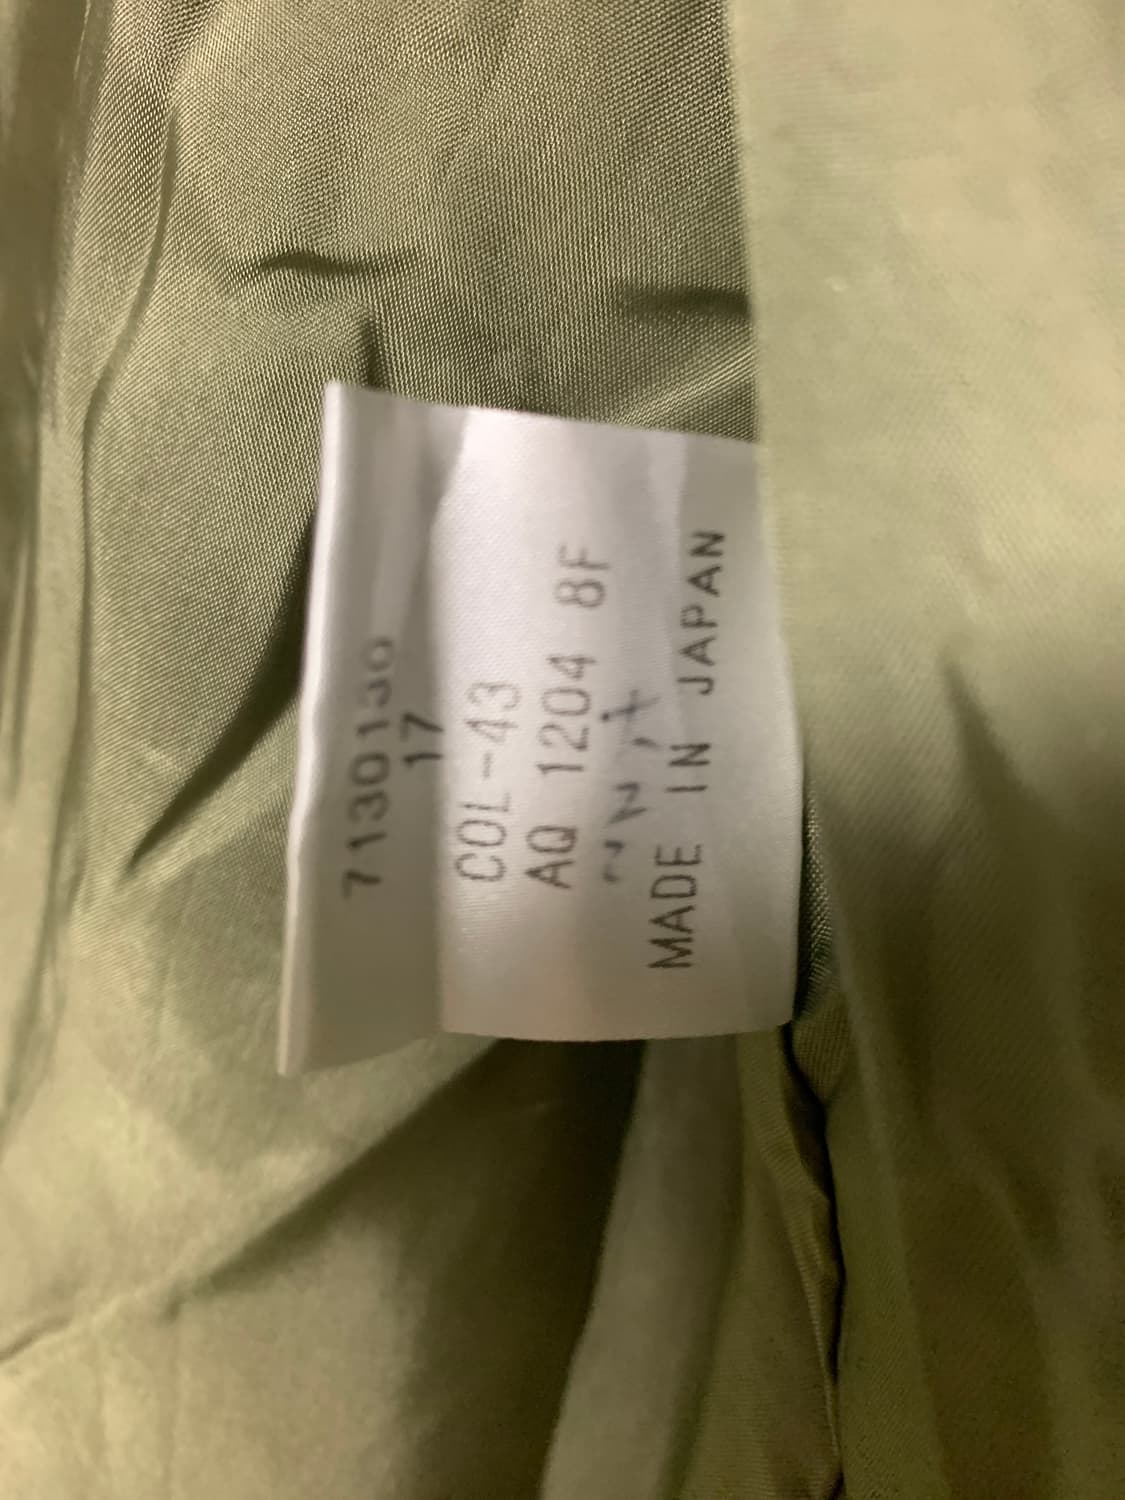 7130130
17
COL-43
AQ 1204 8F
MADE IN JAPAN